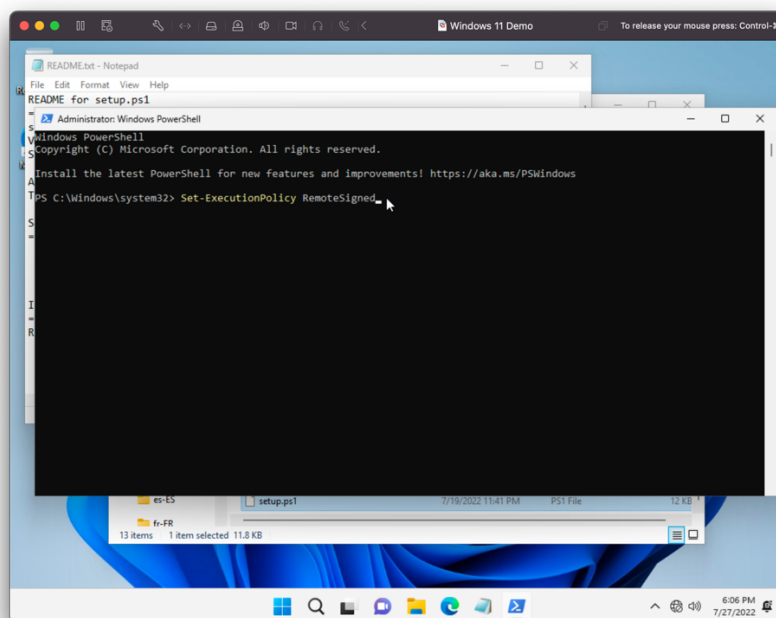 Windows 11 Demo
To release your mouse press: Control-
README.txt - Notepad
File Edit Format View Help
README for setup.ps1
Administrator: Windows PowerShell
Windows PowerShell
Copyright (C) Microsoft Corporation. All rights reserved.
Install the latest PowerShell for new features and improvements! https://aka.ms/PSWindows
PS C:\Windows\system32> Set-ExecutionPolicy RemoteSigned
es-ES
setup.ps1 7/19/2022 11:41 PM PS1 File 12 KB
fr-FR
13 items 1 item selected 11.8 KB
6:06 PM
7/27/2022